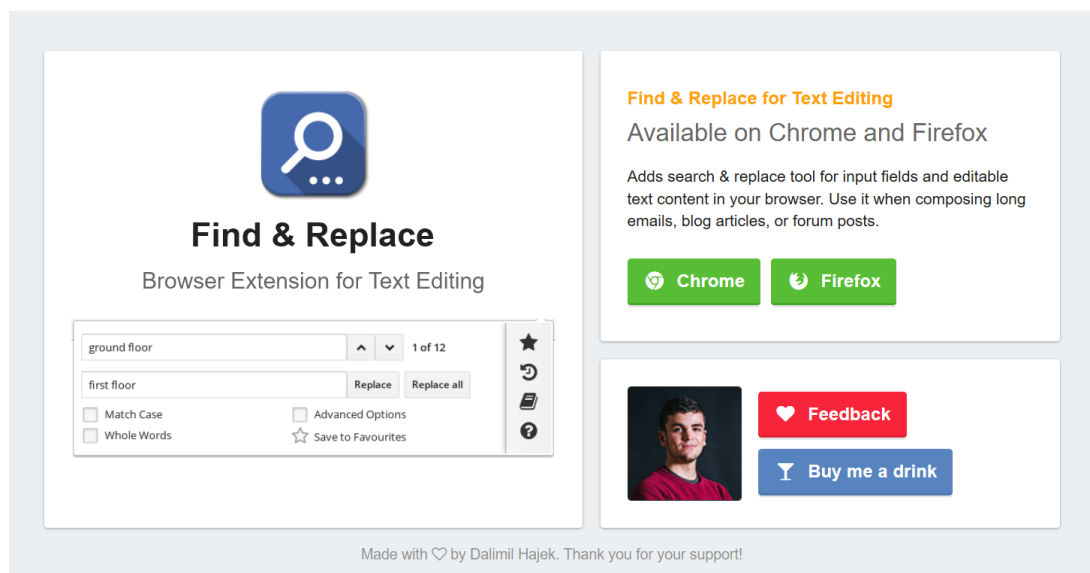 Find & Replace
Browser Extension for Text Editing
ground floor
1 of 12
first floor
Replace
Replace all
Match Case
Advanced Options
Whole Words
Save to Favourites
Find & Replace for Text Editing
Available on Chrome and Firefox
Adds search & replace tool for input fields and editable
text content in your browser. Use it when composing long
emails, blog articles, or forum posts.
Chrome
Firefox
Feedback
Buy me a drink
Made with ♡ by Dalimil Hajek. Thank you for your support!